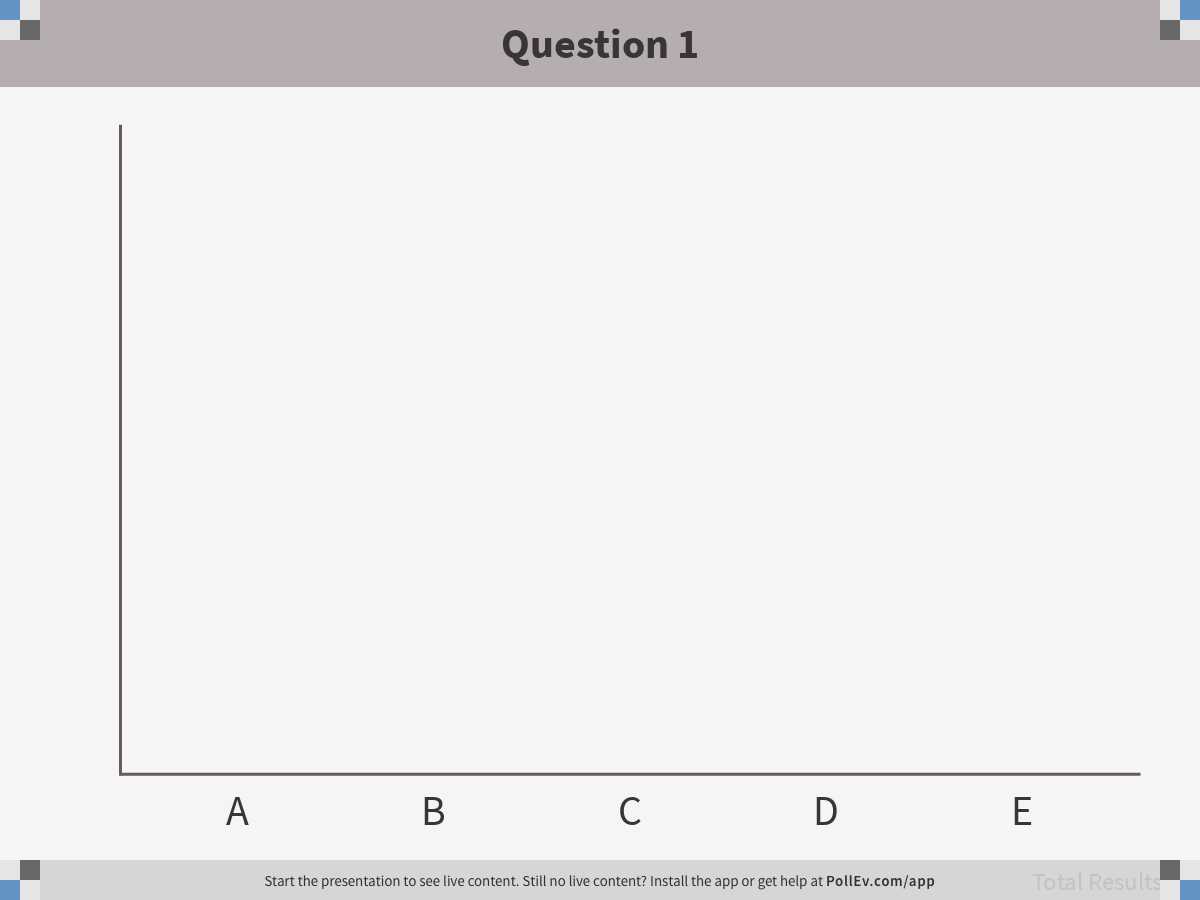 Question 1
A B C D E
Start the presentation to see live content. Still no live content? Install the app or get help at PollEv.com/app
Total Results